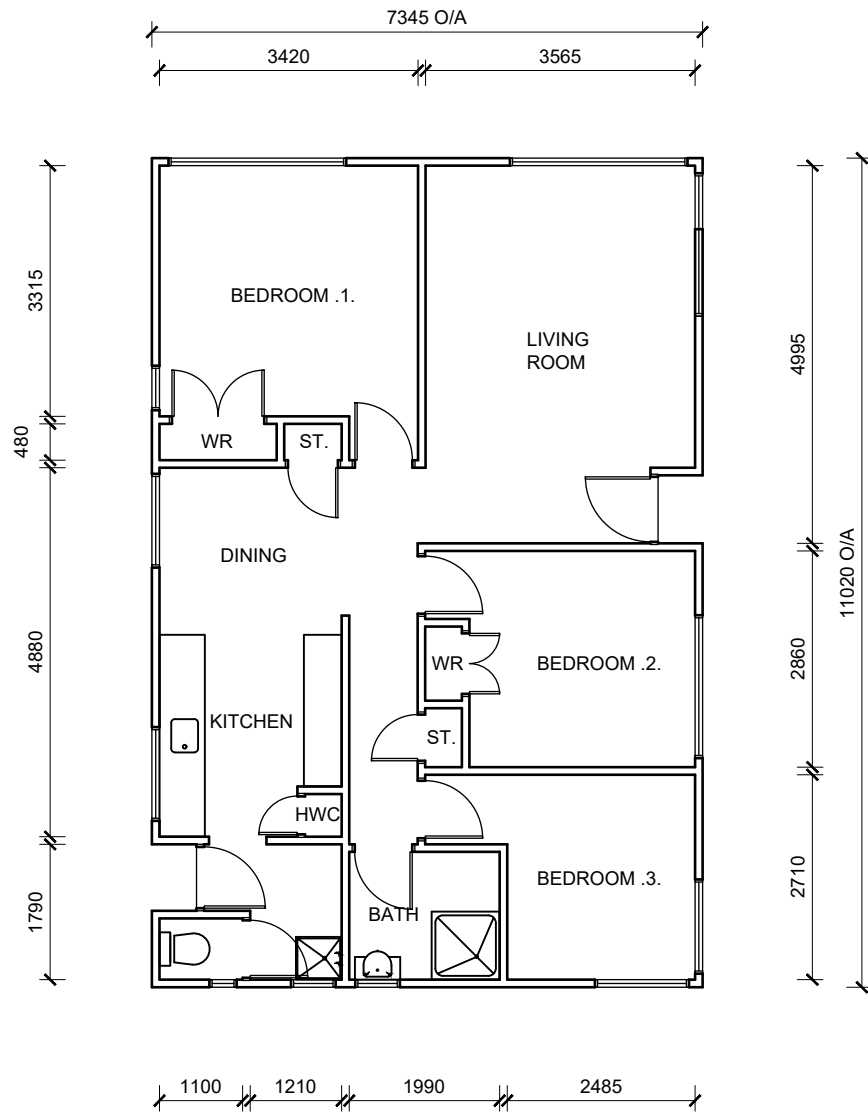 7345 O/A
3420
3565
3315
480
4880
1790
BEDROOM .1.
LIVING
ROOM
WR
ST.
DINING
KITCHEN
HWC
WR
BEDROOM .2.
ST.
BATH
BEDROOM .3.
4995
2860
2710
11020 O/A
1100
1210
1990
2485